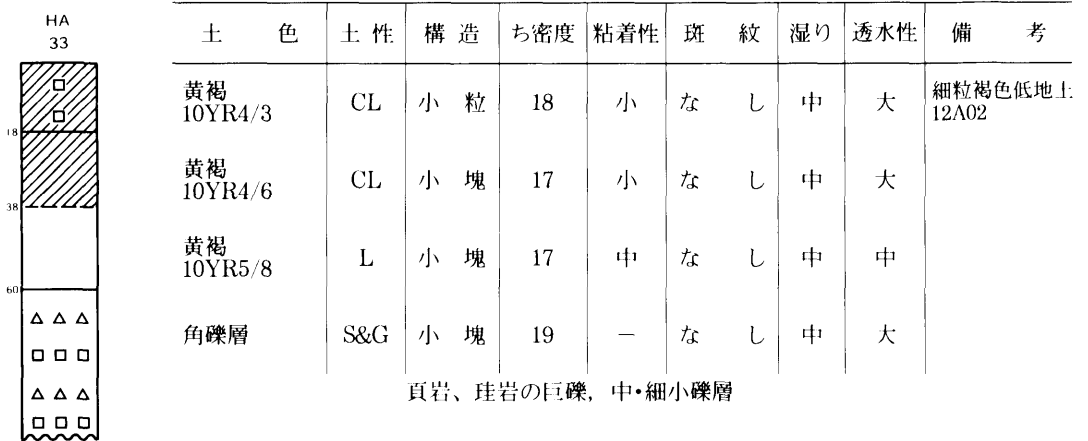 HA
33
土 色 土性 構造 ち密度 粘着性 斑紋 湿り 透水性 備考
18
黄褐
10YR4/3 CL 小粒 18 小 なし 中 大 細粒褐色低地土
12A02
38
黄褐
10YR4/6 CL 小塊 17 小 なし 中 大
60
黄褐
10YR5/8 L 小塊 17 中 なし 中 中
角礫層 S&G 小塊 19 － なし 中 大
頁岩、珪岩の巨礫，中・細小礫層